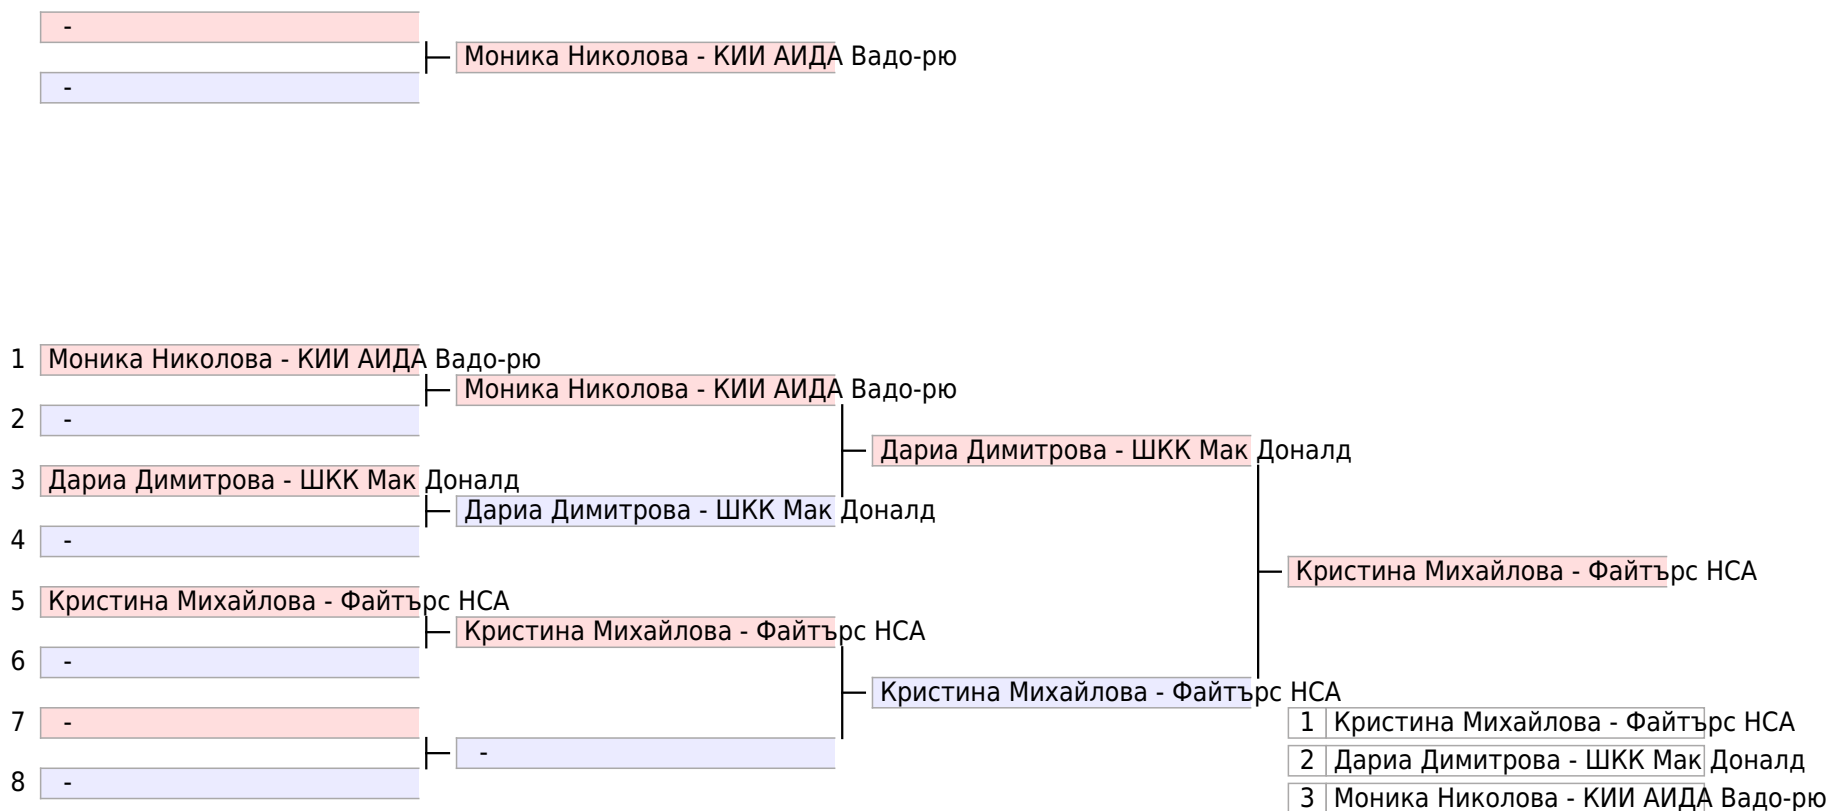 -
Моника Николова - КИИ АИДА Вадо-рю
-
1 Моника Николова - КИИ АИДА Вадо-рю
Моника Николова - КИИ АИДА Вадо-рю
2 -
Дариа Димитрова - ШКК Мак Доналд
3 Дариа Димитрова - ШКК Мак Доналд
Дариа Димитрова - ШКК Мак Доналд
4 -
Кристина Михайлова - Файтърс НСА
5 Кристина Михайлова - Файтърс НСА
Кристина Михайлова - Файтърс НСА
6 -
Кристина Михайлова - Файтърс НСА
7 -
-
8 -
1 Кристина Михайлова - Файтърс НСА
2 Дариа Димитрова - ШКК Мак Доналд
3 Моника Николова - КИИ АИДА Вадо-рю